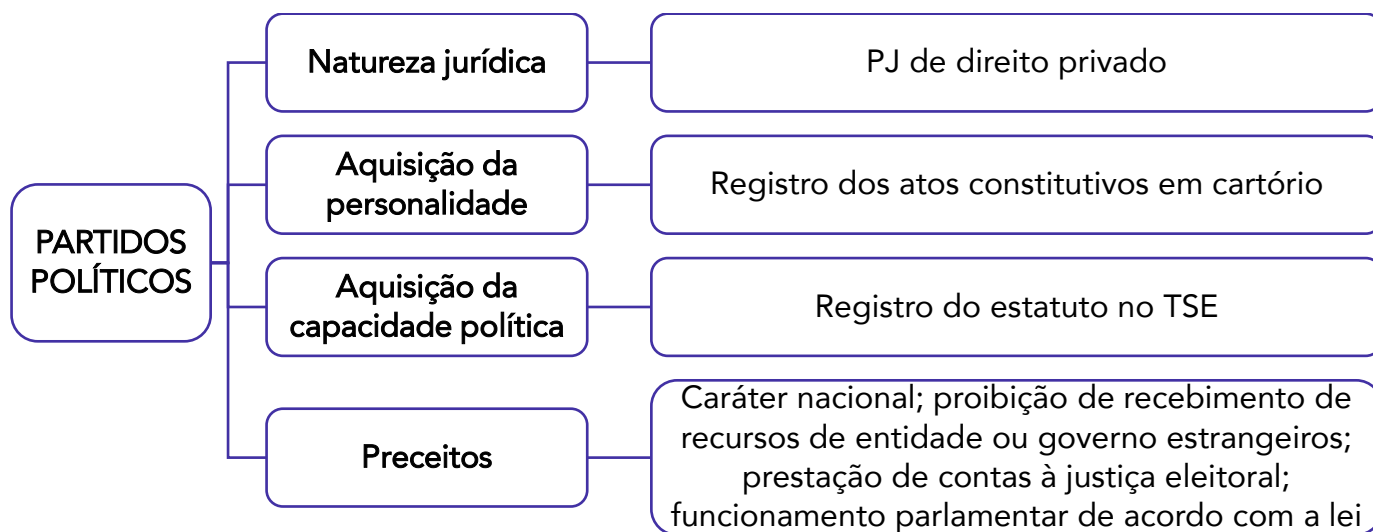 PARTIDOS
POLÍTICOS
Natureza jurídica
PJ de direito privado
Aquisição da
personalidade
Registro dos atos constitutivos em cartório
Aquisição da
capacidade política
Registro do estatuto no TSE
Preceitos
Caráter nacional; proibição de recebimento de
recursos de entidade ou governo estrangeiros;
prestação de contas à justiça eleitoral;
funcionamento parlamentar de acordo com a lei